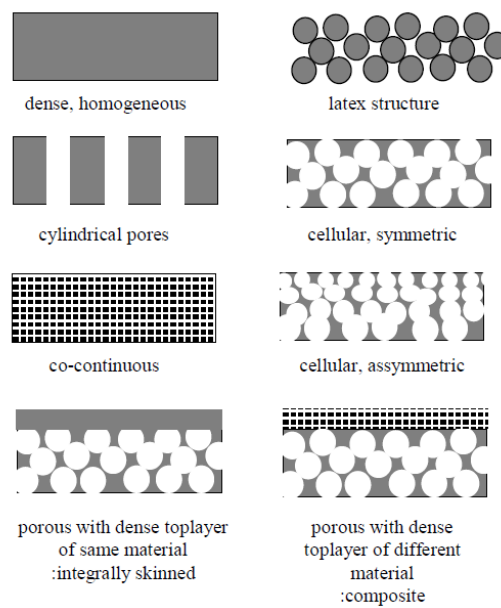 dense, homogeneous
latex structure
cylindrical pores
cellular, symmetric
co-continuous
cellular, assymetric
porous with dense toplayer
of same material
:integrally skinned
porous with dense
toplayer of different
material
:composite